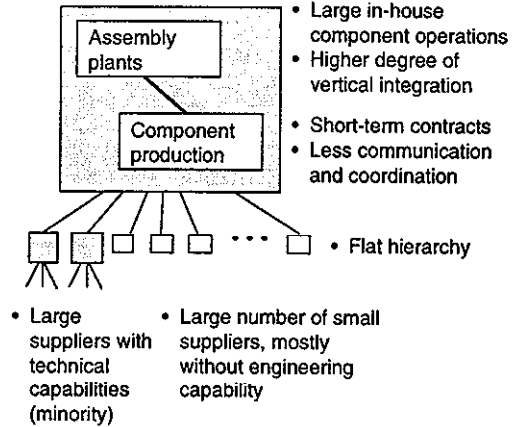 Assembly
plants
Component
production
• Large in-house
component operations
• Higher degree of
vertical integration
• Short-term contracts
• Less communication
and coordination
• Flat hierarchy
• Large
suppliers with
technical
capabilities
(minority)
• Large number of small
suppliers, mostly
without engineering
capability